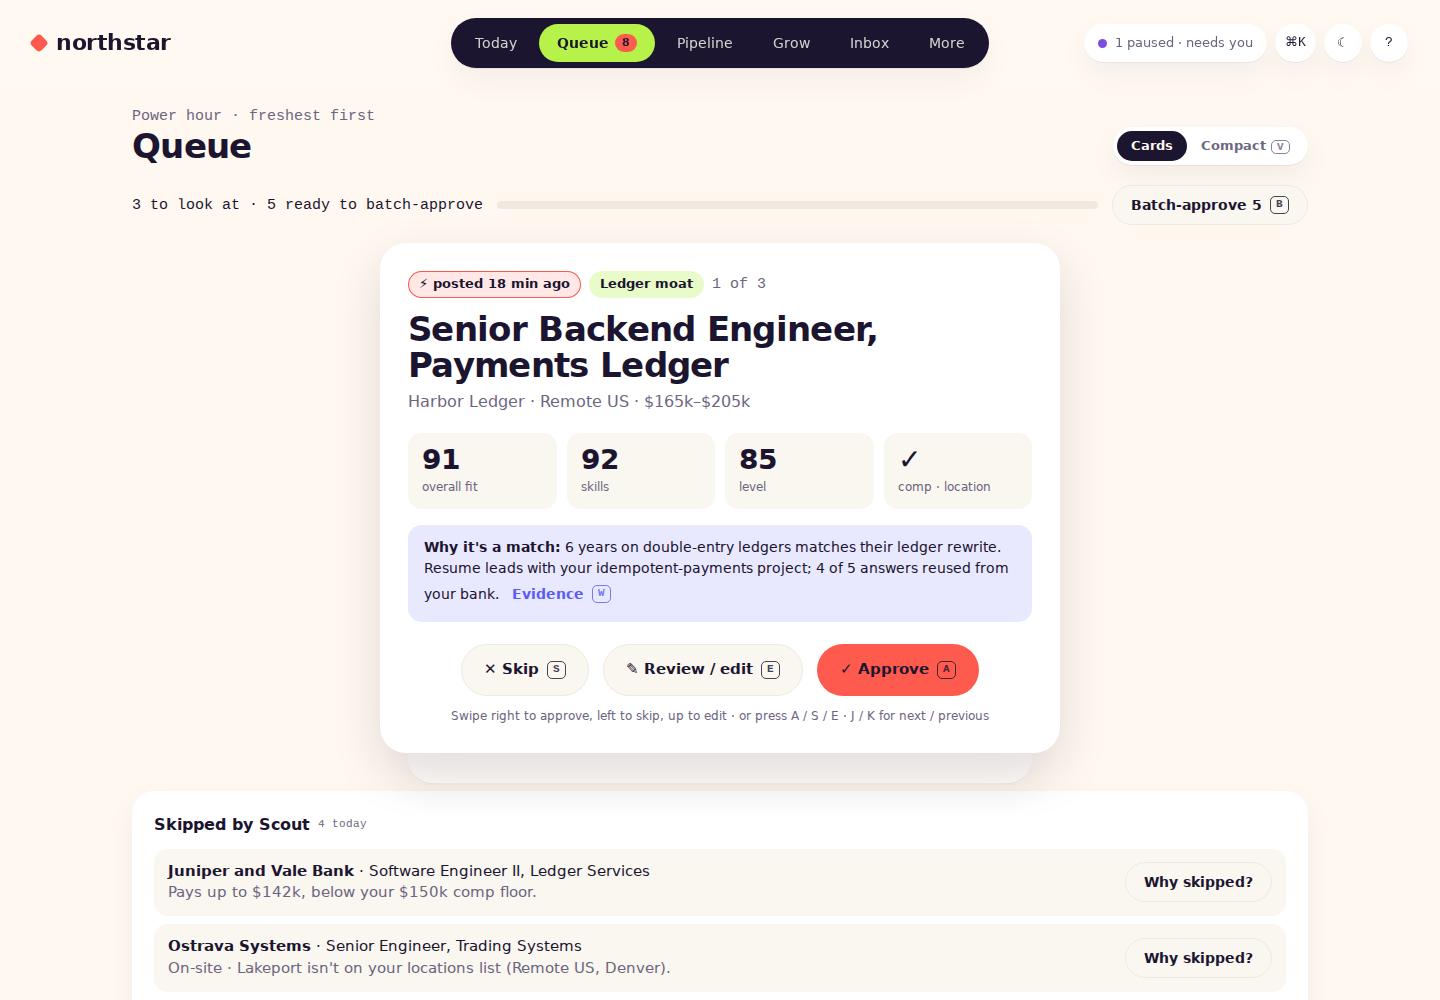 northstar
Today
Queue 8
Pipeline
Grow
Inbox
More
1 paused · needs you
⌘K
☾
?
Power hour · freshest first
Queue
Cards
Compact V
3 to look at · 5 ready to batch-approve
Batch-approve 5 B
⚡ posted 18 min ago
Ledger moat
1 of 3
Senior Backend Engineer,
Payments Ledger
Harbor Ledger · Remote US · $165k–$205k
91
overall fit
92
skills
85
level
✓
comp · location
Why it's a match: 6 years on double-entry ledgers matches their ledger rewrite.
Resume leads with your idempotent-payments project; 4 of 5 answers reused from
your bank. Evidence W
✕ Skip S
✎ Review / edit E
✓ Approve A
Swipe right to approve, left to skip, up to edit · or press A / S / E · J / K for next / previous
Skipped by Scout 4 today
Juniper and Vale Bank · Software Engineer II, Ledger Services
Pays up to $142k, below your $150k comp floor.
Why skipped?
Ostrava Systems · Senior Engineer, Trading Systems
On-site · Lakeport isn't on your locations list (Remote US, Denver).
Why skipped?